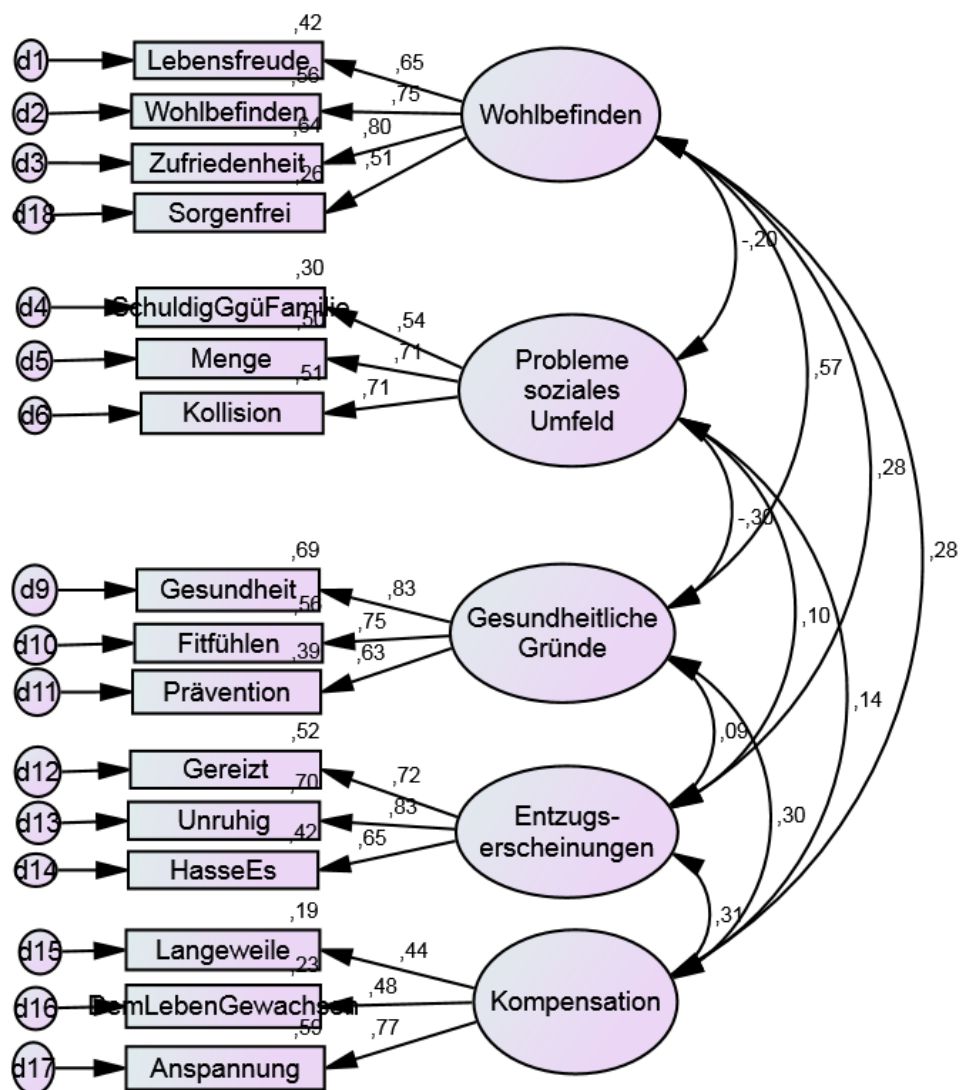 ,42
d1
Lebensfreude
,65
,56
d2
Wohlbefinden
,75
Wohlbefinden
,64
d3
Zufriedenheit
,80
,26
d18
Sorgenfrei
,51
-,20
,30
d4
SchuldigGgüFamilie
,54
,50
d5
Menge
,71
Probleme
soziales
Umfeld
,57
,51
d6
Kollision
,71
,28
-,30
,28
,69
d9
Gesundheit
,83
,56
d10
Fitfühlen
,75
Gesundheitliche
Gründe
,10
,39
d11
Prävention
,63
,14
,09
,52
d12
Gereizt
,72
,70
d13
Unruhig
,83
Entzugs-
erscheinungen
,30
,42
d14
HasseEs
,65
,31
,19
d15
Langeweile
,44
,23
d16
DemLebenGewachsen
,48
Kompensation
,59
d17
Anspannung
,77